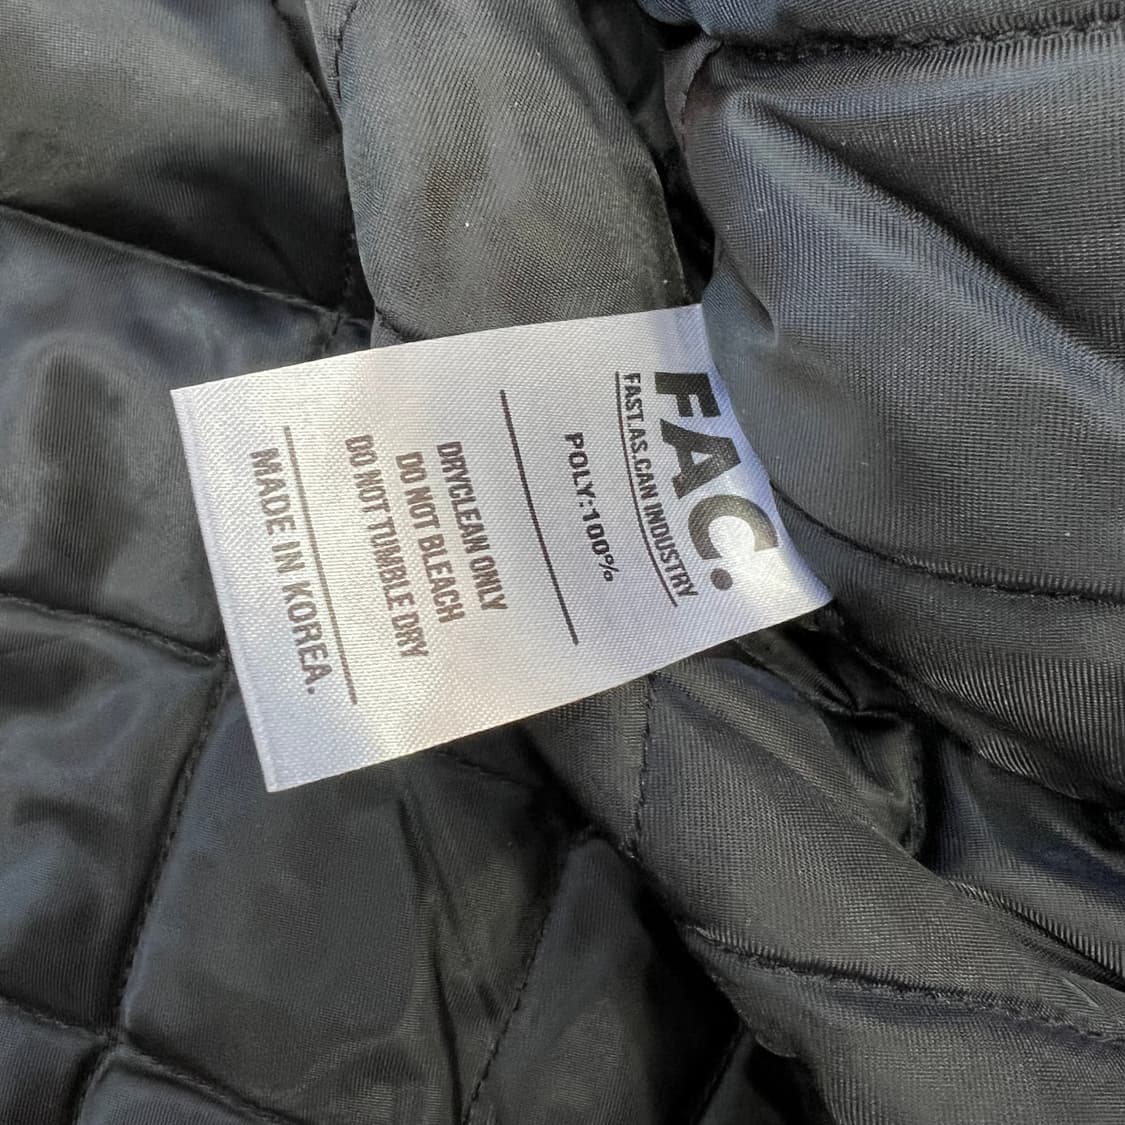 FAC.
FAST.AS.CAN INDUSTRY
POLY:100%
DRYCLEAN ONLY
DO NOT BLEACH
DO NOT TUMBLE DRY
MADE IN KOREA.